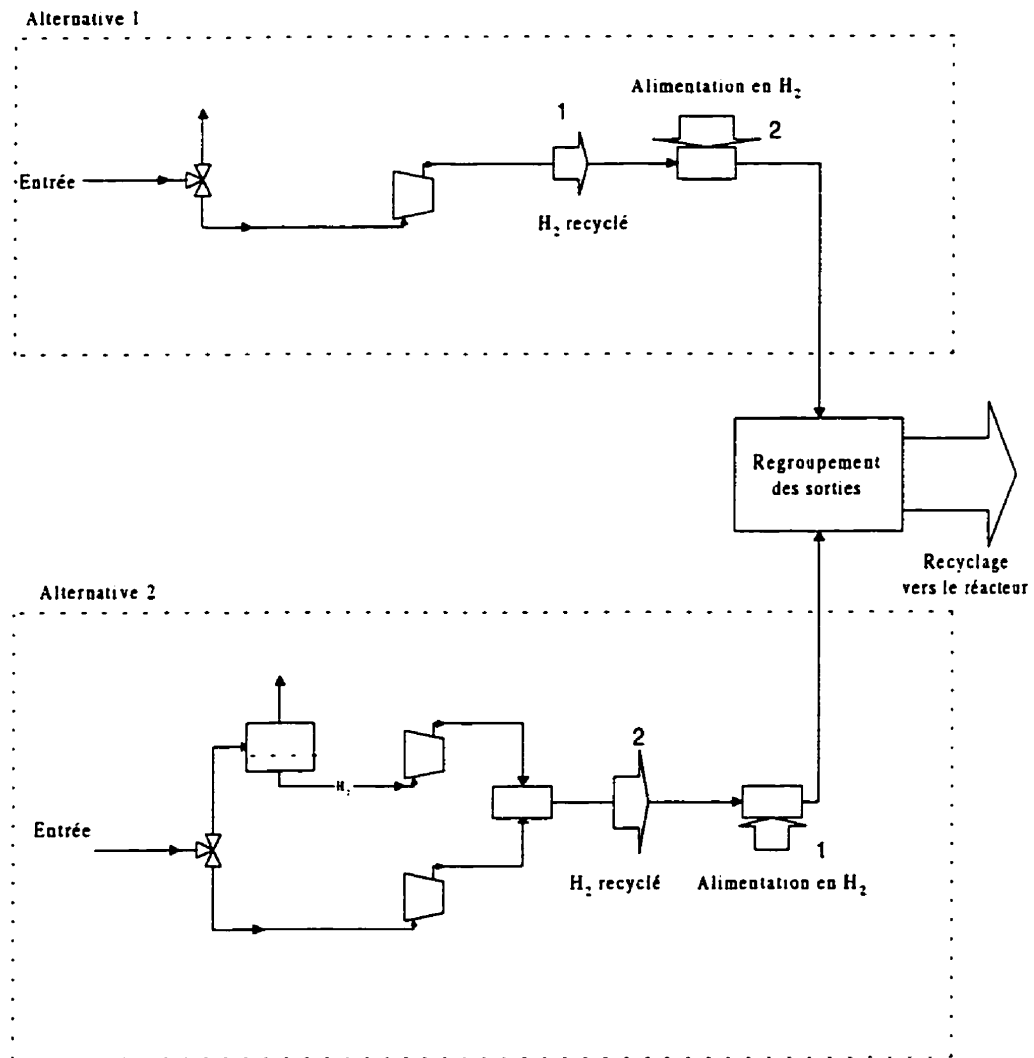 Alternative 1
Alimentation en H₂
1
2
Entrée
H₂ recyclé
Regroupement
des sorties
Recyclage
vers le réacteur
Alternative 2
2
H₂
Entrée
1
H₂ recyclé
Alimentation en H₂